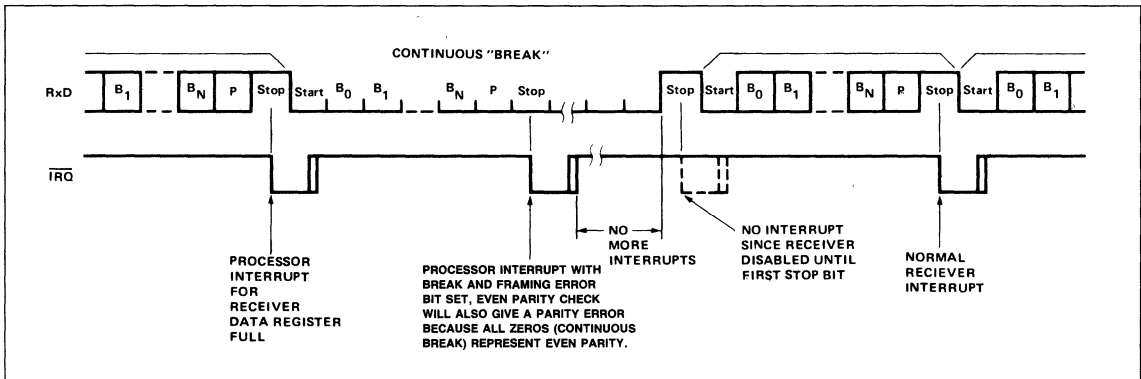 CONTINUOUS "BREAK"
RxD B1 BN P Stop Start B0 B1 BN P Stop Stop Start B0 B1 BN P. Stop Start B0 B1
IRQ
PROCESSOR
INTERRUPT
FOR
RECEIVER
DATA REGISTER
FULL
PROCESSOR INTERRUPT WITH
BREAK AND FRAMING ERROR
BIT SET, EVEN PARITY CHECK
WILL ALSO GIVE A PARITY ERROR
BECAUSE ALL ZEROS (CONTINUOUS
BREAK) REPRESENT EVEN PARITY.
NO
MORE
INTERRUPTS
NO INTERRUPT
SINCE RECEIVER
DISABLED UNTIL
FIRST STOP BIT
NORMAL
RECIEVER
INTERRUPT